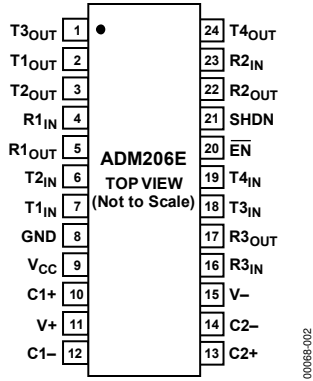 T3OUT 1
T1OUT 2
T2OUT 3
R1IN 4
R1OUT 5
T2IN 6
T1IN 7
GND 8
VCC 9
C1+ 10
V+ 11
C1– 12
ADM206E
TOP VIEW
(Not to Scale)
24 T4OUT
23 R2IN
22 R2OUT
21 SHDN
20 E̅N̅
19 T4IN
18 T3IN
17 R3OUT
16 R3IN
15 V–
14 C2–
13 C2+
00068-002